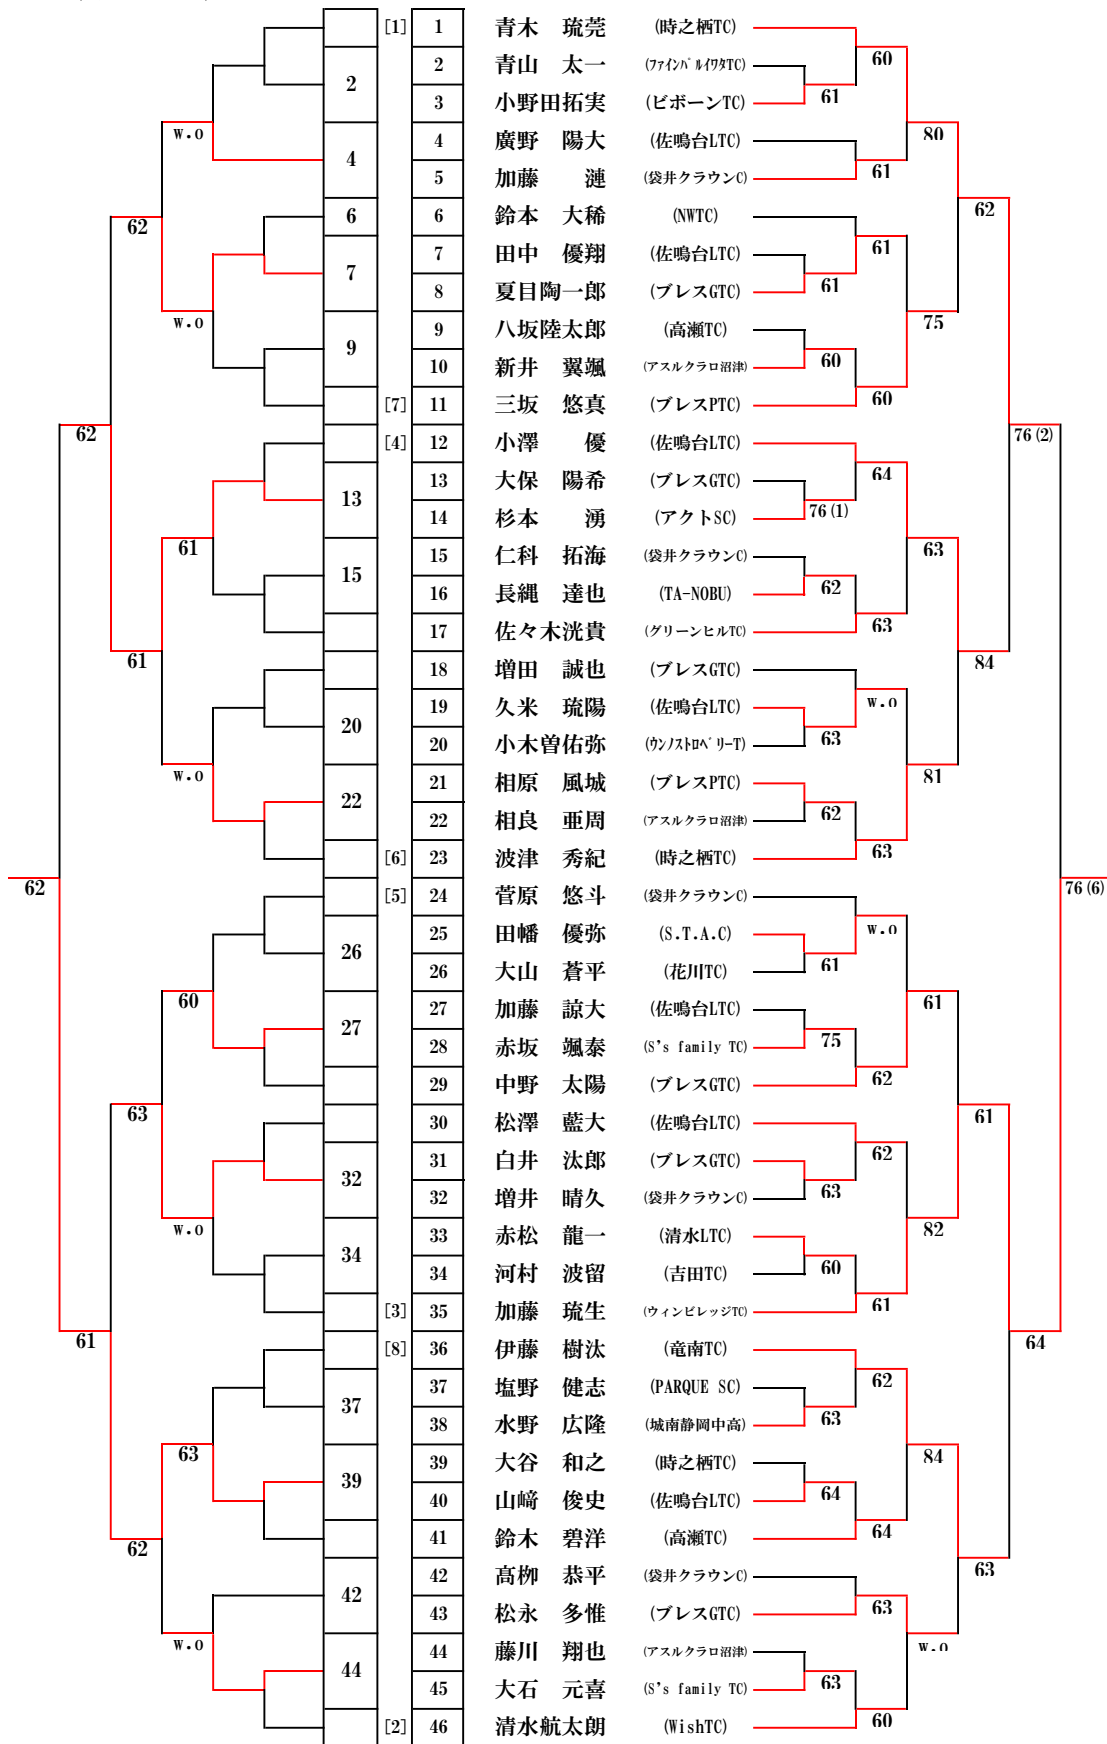 [1] 1 青木 琉莞 (時之栖TC)
2 青山 太一 (ファインバルイワタTC) 60
2 61
3 小野田拓実 (ビボーンTC)
w.o 80
4 廣野 陽大 (佐鳴台LTC)
4 61
5 加藤 漣 (袋井クラウンC)
62 6 6 鈴本 大稀 (NWTC) 62
61
7 田中 優翔 (佐鳴台LTC)
7 61
8 夏目陶一郎 (ブレスGTC)
w.o 75
9 八坂陸太郎 (高瀬TC)
9 60
10 新井 翼颯 (アスルクラロ沼津)
[7] 11 三坂 悠真 (ブレスPTC) 60
62 76(2)
[4] 12 小澤 優 (佐鳴台LTC)
64
13 大保 陽希 (ブレスGTC)
13 76(1)
14 杉本 湧 (アクトSC)
61 15 仁科 拓海 (袋井クラウンC) 63
15 62
16 長縄 達也 (TA-NOBU)
17 佐々木洸貴 (グリーンヒルTC) 63
61 84
18 増田 誠也 (ブレスGTC)
w.o
19 久米 琉陽 (佐鳴台LTC)
20 63
20 小木曽佑弥 (ウンノストロベリーT)
w.o 81
21 相原 風城 (ブレスPTC)
22 62
22 相良 亜周 (アスルクラロ沼津)
[6] 23 波津 秀紀 (時之栖TC) 63
62 76(6)
[5] 24 菅原 悠斗 (袋井クラウンC)
w.o
25 田幡 優弥 (S.T.A.C)
26 61
26 大山 蒼平 (花川TC)
60 61
27 加藤 諒大 (佐鳴台LTC)
27 75
28 赤坂 颯泰 (S's family TC)
29 中野 太陽 (ブレスGTC) 62
63 61
30 松澤 藍大 (佐鳴台LTC)
62
31 白井 汰郎 (ブレスGTC)
32 63
32 増井 晴久 (袋井クラウンC)
w.o 82
33 赤松 龍一 (清水LTC)
34 60
34 河村 波留 (吉田TC)
[3] 35 加藤 琉生 (ウィンビレッジTC) 61
61 64
[8] 36 伊藤 樹汰 (竜南TC)
62
37 塩野 健志 (PARQUE SC)
37 63
38 水野 広隆 (城南静岡中高)
63 84
39 大谷 和之 (時之栖TC)
39 64
40 山﨑 俊史 (佐鳴台LTC)
41 鈴木 碧洋 (高瀬TC) 64
62 63
42 高栁 恭平 (袋井クラウンC)
42 63
43 松永 多惟 (ブレスGTC)
w.o w.o
44 藤川 翔也 (アスルクラロ沼津)
44 63
45 大石 元喜 (S's family TC)
[2] 46 清水航太朗 (WishTC) 60